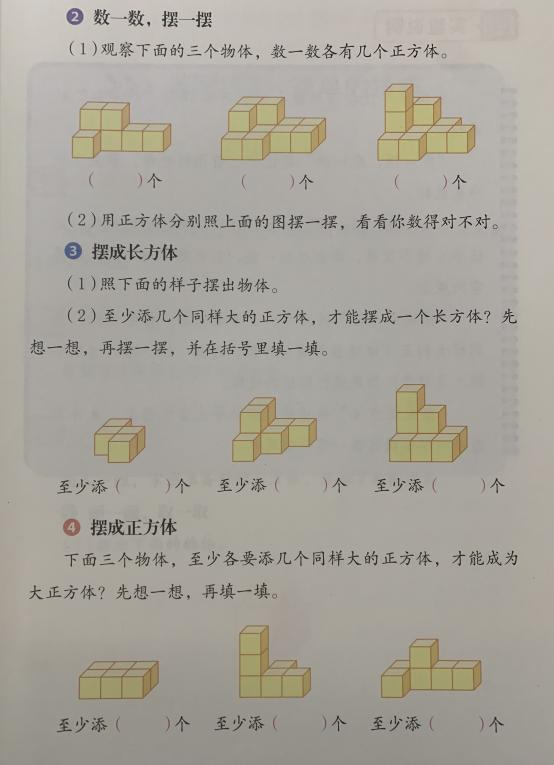 2 数一数，摆一摆
（1）观察下面的三个物体，数一数各有几个正方体。
（ ）个 （ ）个 （ ）个
（2）用正方体分别照上面的图摆一摆，看看你数得对不对。
3 摆成长方体
（1）照下面的样子摆出物体。
（2）至少添几个同样大的正方体，才能摆成一个长方体？先
想一想，再摆一摆，并在括号里填一填。
至少添（ ）个 至少添（ ）个 至少添（ ）个
4 摆成正方体
下面三个物体，至少各要添几个同样大的正方体，才能成为
大正方体？先想一想，再填一填。
至少添（ ）个 至少添（ ）个 至少添（ ）个